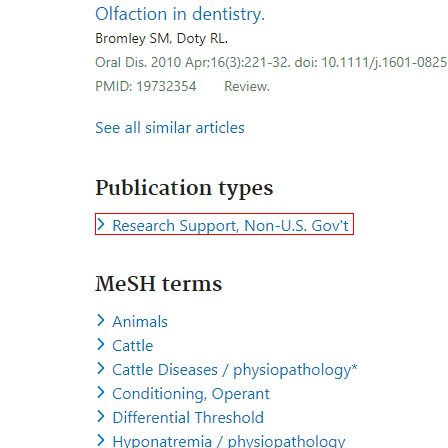 Olfaction in dentistry.
Bromley SM, Doty RL.
Oral Dis. 2010 Apr;16(3):221-32. doi: 10.1111/j.1601-0825
PMID: 19732354 Review.
See all similar articles
Publication types
Research Support, Non-U.S. Gov't
MeSH terms
Animals
Cattle
Cattle Diseases / physiopathology*
Conditioning, Operant
Differential Threshold
Hyponatremia / physiopathology